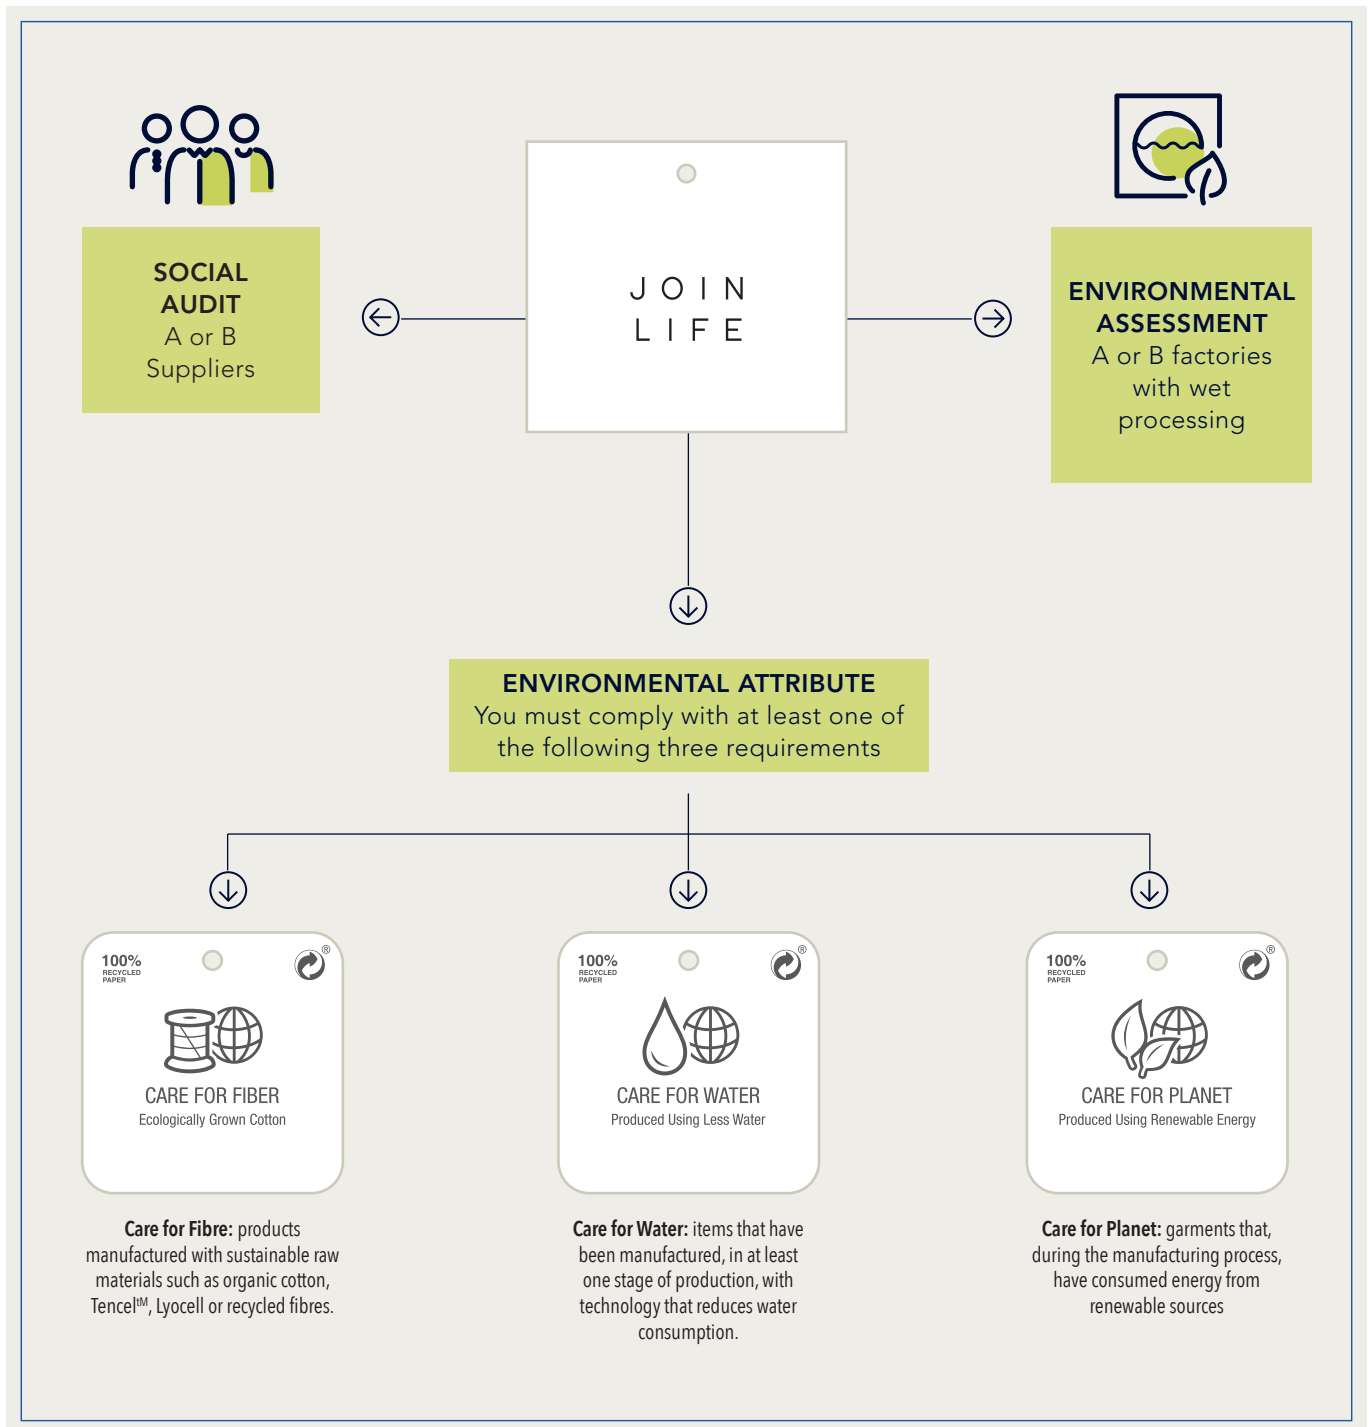 SOCIAL
AUDIT
A or B
Suppliers
JOIN
LIFE
ENVIRONMENTAL
ASSESSMENT
A or B factories
with wet
processing
ENVIRONMENTAL ATTRIBUTE
You must comply with at least one of
the following three requirements
100%
RECYCLED
PAPER
®
CARE FOR FIBER
Ecologically Grown Cotton
100%
RECYCLED
PAPER
®
CARE FOR WATER
Produced Using Less Water
100%
RECYCLED
PAPER
®
CARE FOR PLANET
Produced Using Renewable Energy
Care for Fibre: products
manufactured with sustainable raw
materials such as organic cotton,
Tencelᵗᴹ, Lyocell or recycled fibres.
Care for Water: items that have
been manufactured, in at least
one stage of production, with
technology that reduces water
consumption.
Care for Planet: garments that,
during the manufacturing process,
have consumed energy from
renewable sources